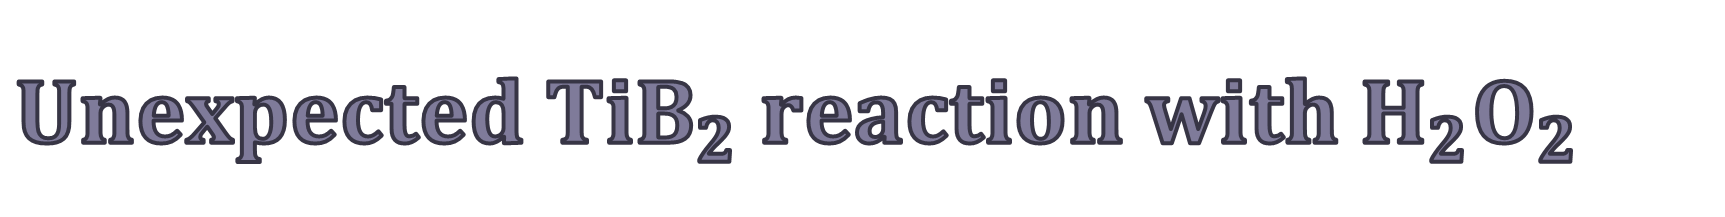 Unexpected TiB₂ reaction with H₂O₂